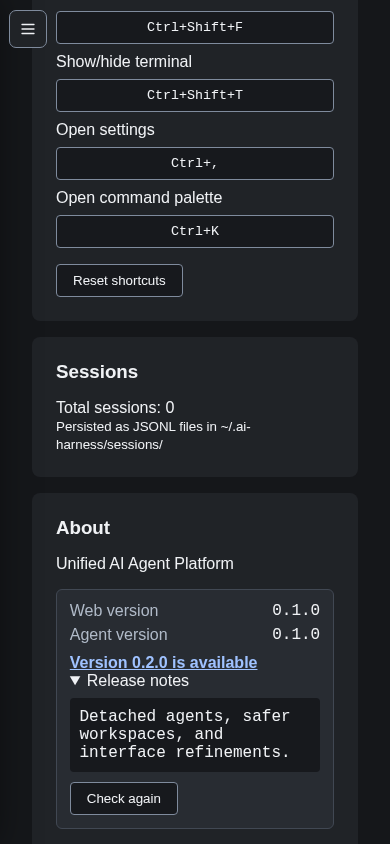 Ctrl+Shift+F
Show/hide terminal
Ctrl+Shift+T
Open settings
Ctrl+,
Open command palette
Ctrl+K
Reset shortcuts
Sessions
Total sessions: 0
Persisted as JSONL files in ~/.ai-
harness/sessions/
About
Unified AI Agent Platform
Web version 0.1.0
Agent version 0.1.0
Version 0.2.0 is available
▼ Release notes
Detached agents, safer
workspaces, and
interface refinements.
Check again